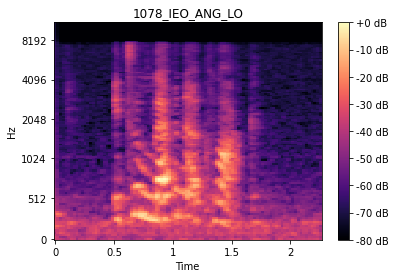 1078_IEO_ANG_LO
+0 dB
8192
-10 dB
4096
-20 dB
-30 dB
2048
-40 dB
Hz
1024
-50 dB
-60 dB
512
-70 dB
0
-80 dB
0
0.5
1
1.5
2
Time